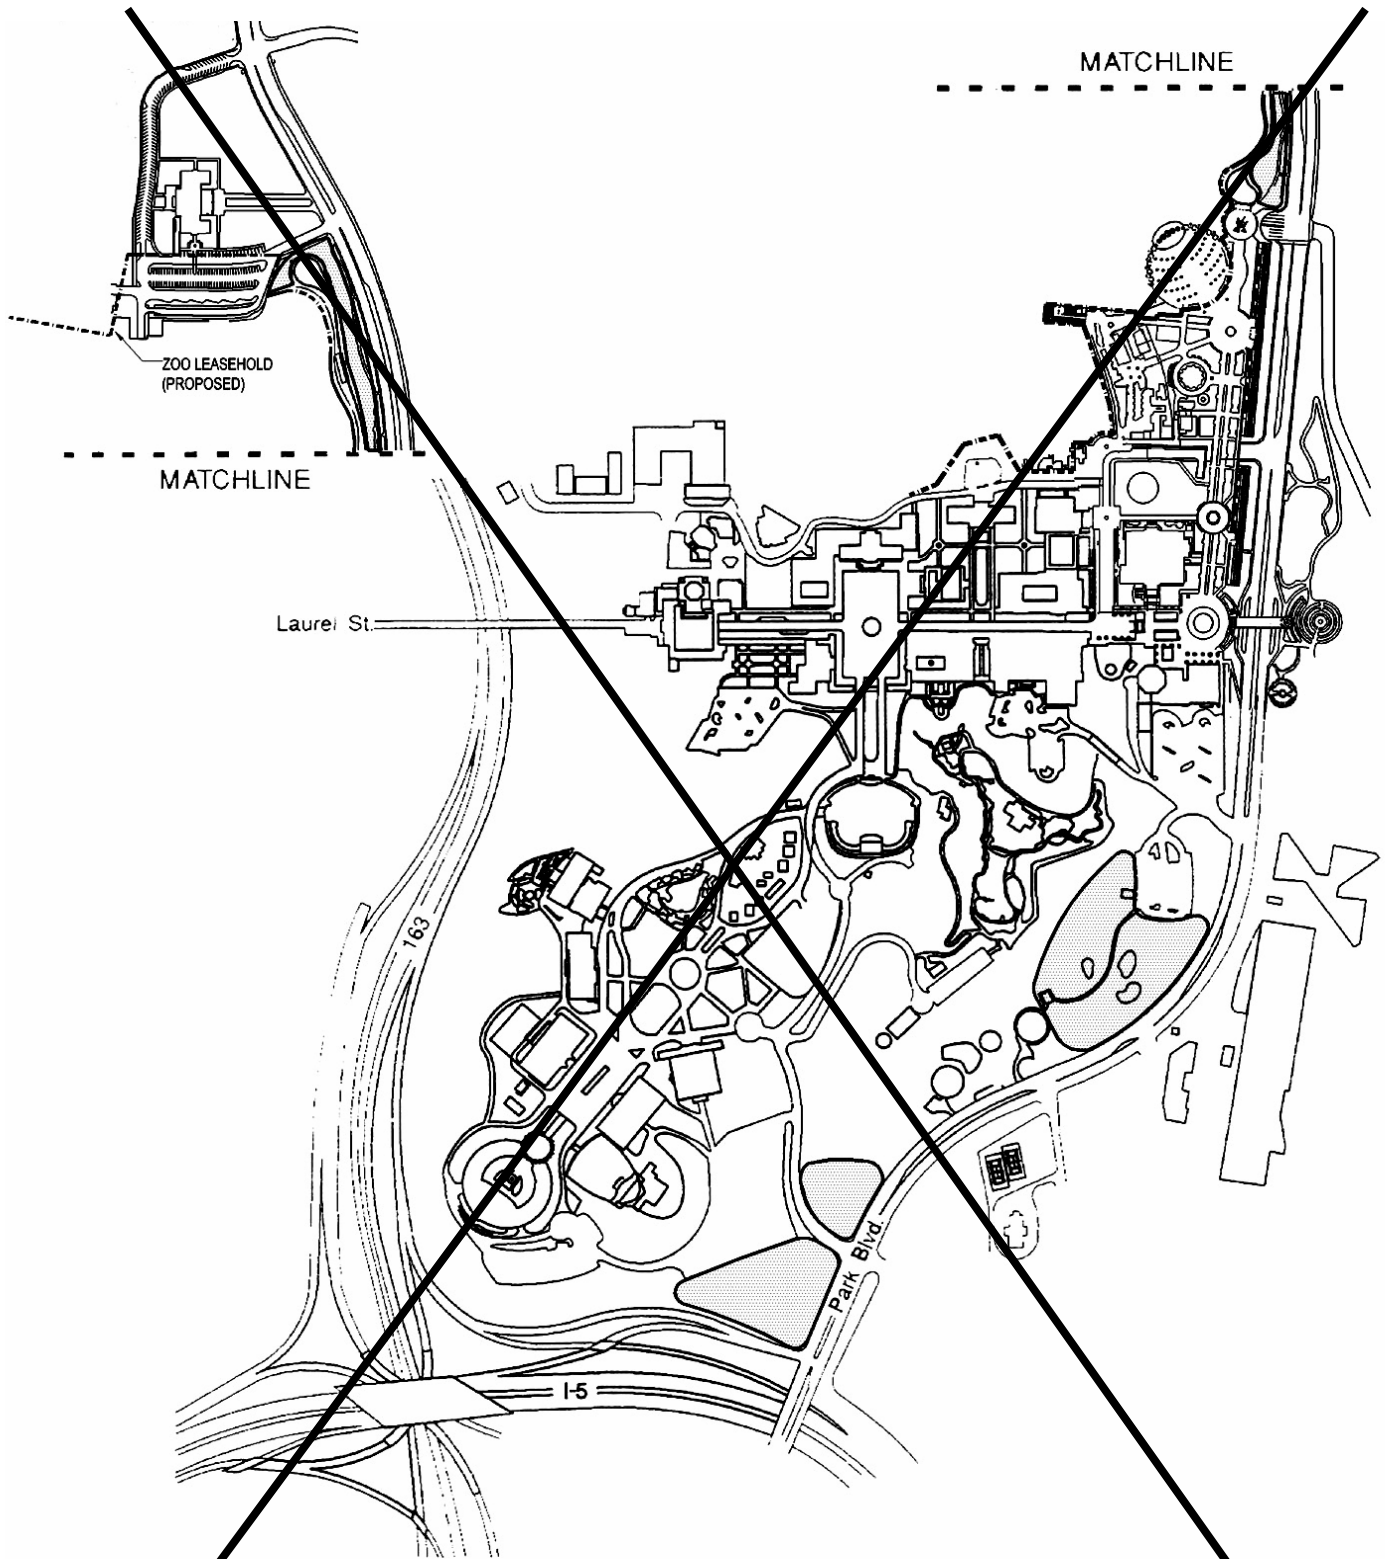 MATCHLINE
ZOO LEASEHOLD
(PROPOSED)
MATCHLINE
Laurel St.
163
Park Blvd.
I-5